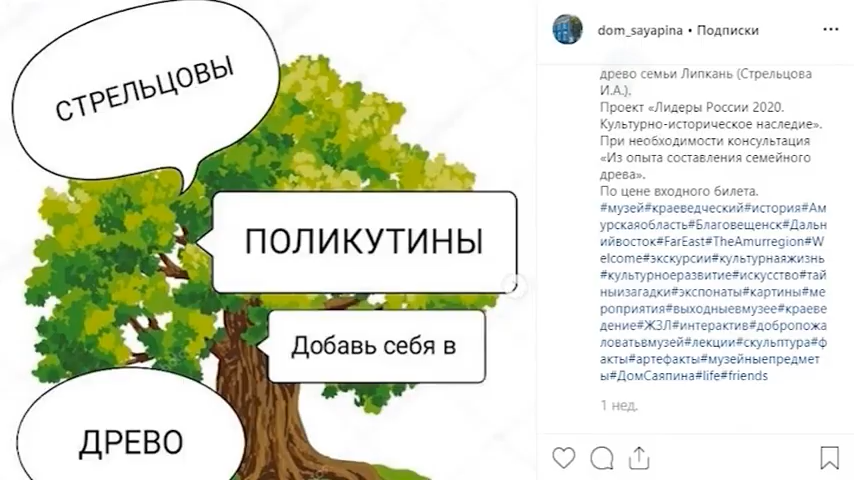 СТРЕЛЬЦОВЫ
ПОЛИКУТИНЫ
Добавь себя в
ДРЕВО
dom_sayapina • Подписки
древо семьи Липкань (Стрельцова
И.А.).
Проект «Лидеры России 2020.
Культурно-историческое наследие».
При необходимости консультация
«Из опыта составления семейного
древа».
По цене входного билета.
#музей#краеведческий#история#Ам
урскаяобласть#Благовещенск#Дальн
ийвосток#FarEast#TheAmurregion#W
elcome#экскурсии#культурнаяжизнь
#культурноеразвитие#искусство#тай
ныизагадки#экспонаты#картины#ме
роприятия#выходныевмузее#краеве
дение#ЖЗЛ#интерактив#добропожа
ловатьвмузей#лекции#скульптура#ф
акты#артефакты#музейныепредмет
ы#ДомСаяпина#life#friends
1 нед.